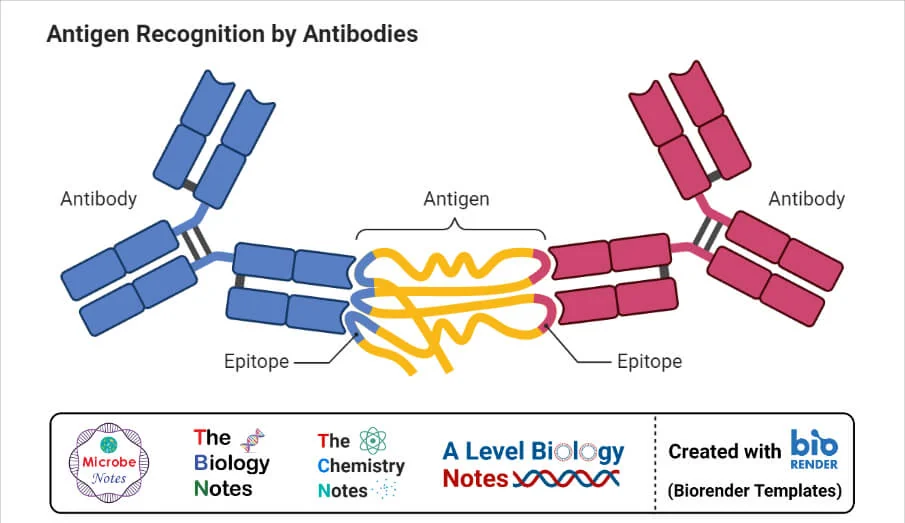 Antigen Recognition by Antibodies
Antibody
Antigen
Antibody
Epitope
Epitope
Microbe
Notes
The
Biology
Notes
The
Chemistry
Notes
A Level Biology
Notes
Created with bio
RENDER
(Biorender Templates)